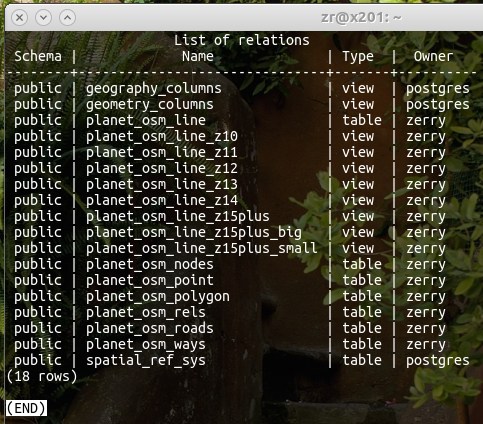 zr@x201: ~
List of relations
Schema | Name | Type | Owner
--------+--------------------------------+-------+----------
public | geography_columns | view | postgres
public | geometry_columns | view | postgres
public | planet_osm_line | table | zerry
public | planet_osm_line_z10 | view | zerry
public | planet_osm_line_z11 | view | zerry
public | planet_osm_line_z12 | view | zerry
public | planet_osm_line_z13 | view | zerry
public | planet_osm_line_z14 | view | zerry
public | planet_osm_line_z15plus | view | zerry
public | planet_osm_line_z15plus_big | view | zerry
public | planet_osm_line_z15plus_small | view | zerry
public | planet_osm_nodes | table | zerry
public | planet_osm_point | table | zerry
public | planet_osm_polygon | table | zerry
public | planet_osm_rels | table | zerry
public | planet_osm_roads | table | zerry
public | planet_osm_ways | table | zerry
public | spatial_ref_sys | table | postgres
(18 rows)
(END)